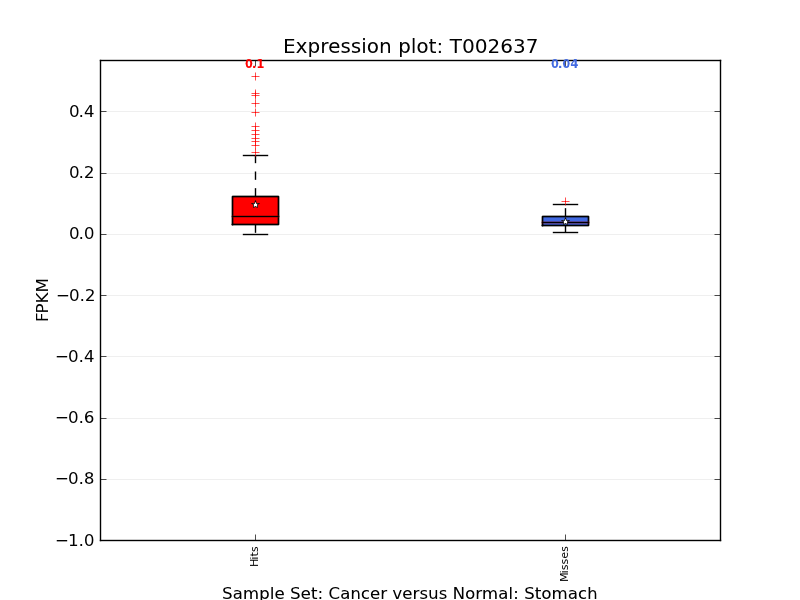 Expression plot: T002637
0.1
0.04
0.4
0.2
0.0
−0.2
−0.4
−0.6
−0.8
−1.0
FPKM
Hits
Misses
Sample Set: Cancer versus Normal: Stomach